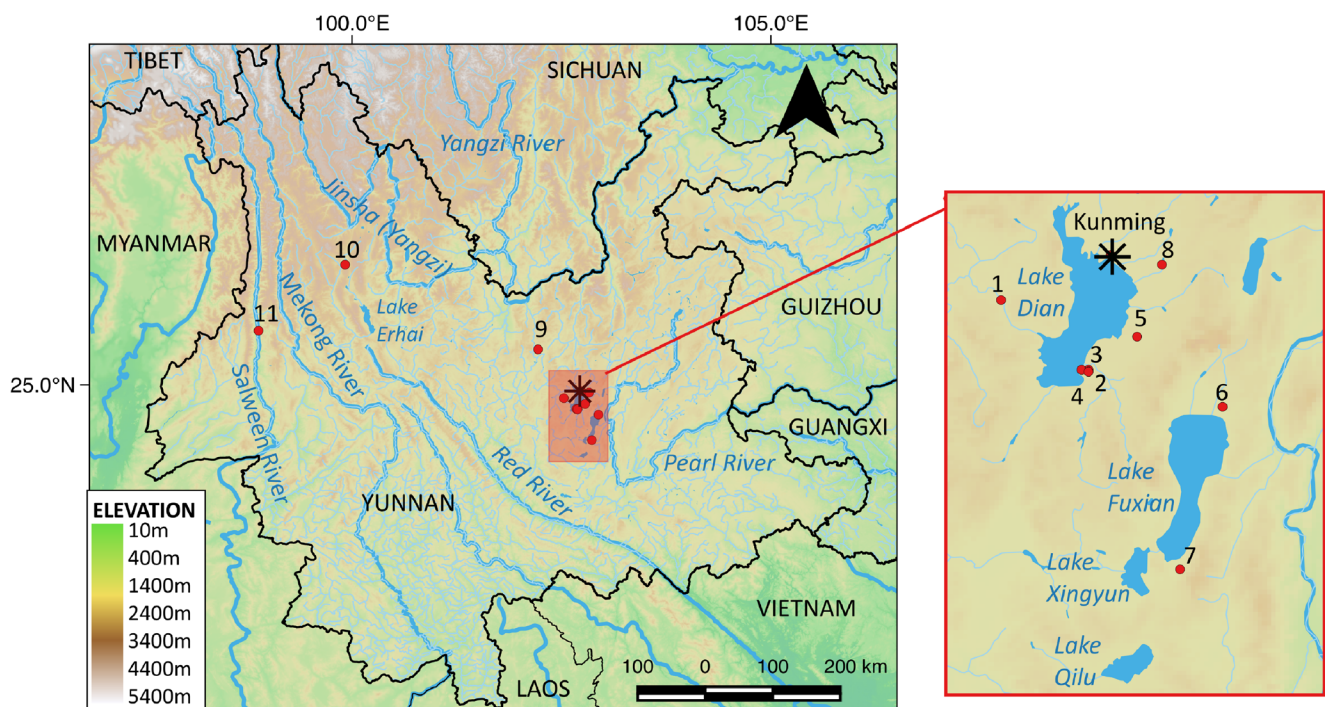 100.0°E
105.0°E
TIBET
SICHUAN
Yangzi River
Jinsha (Yangzi)
MYANMAR
10
Kunming
8
Lake
Dian
1
GUIZHOU
Lake
Erhai
11
Mekong River
9
5
3
2
4
25.0°N
6
GUANGXI
Salween River
Red River
Pearl River
Lake
Fuxian
YUNNAN
ELEVATION
10m
400m
1400m
2400m
3400m
4400m
5400m
7
Lake
Xingyun
VIETNAM
Lake
Qilu
100 0 100 200 km
LAOS